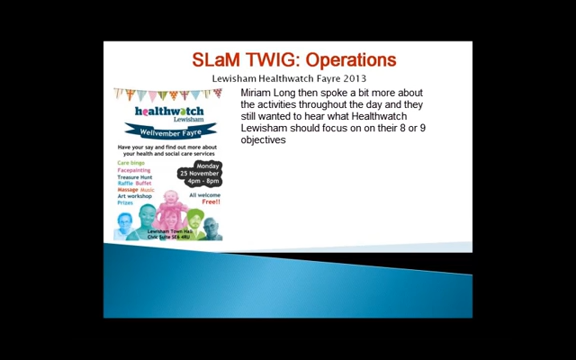 SLaM TWIG: Operations
Lewisham Healthwatch Fayre 2013
healthwatch
Lewisham
Wellvember Fayre
Have your say and find out more about
your health and social care services
Care bingo
Facepainting
Treasure Hunt
Raffle Buffet
Massage Music
Art workshop
Prizes
Monday
25 November
4pm - 8pm
All welcome
Free!!
Lewisham Town Hall
Civic Suite SE6 4RU
Miriam Long then spoke a bit more about
the activities throughout the day and they
still wanted to hear what Healthwatch
Lewisham should focus on on their 8 or 9
objectives